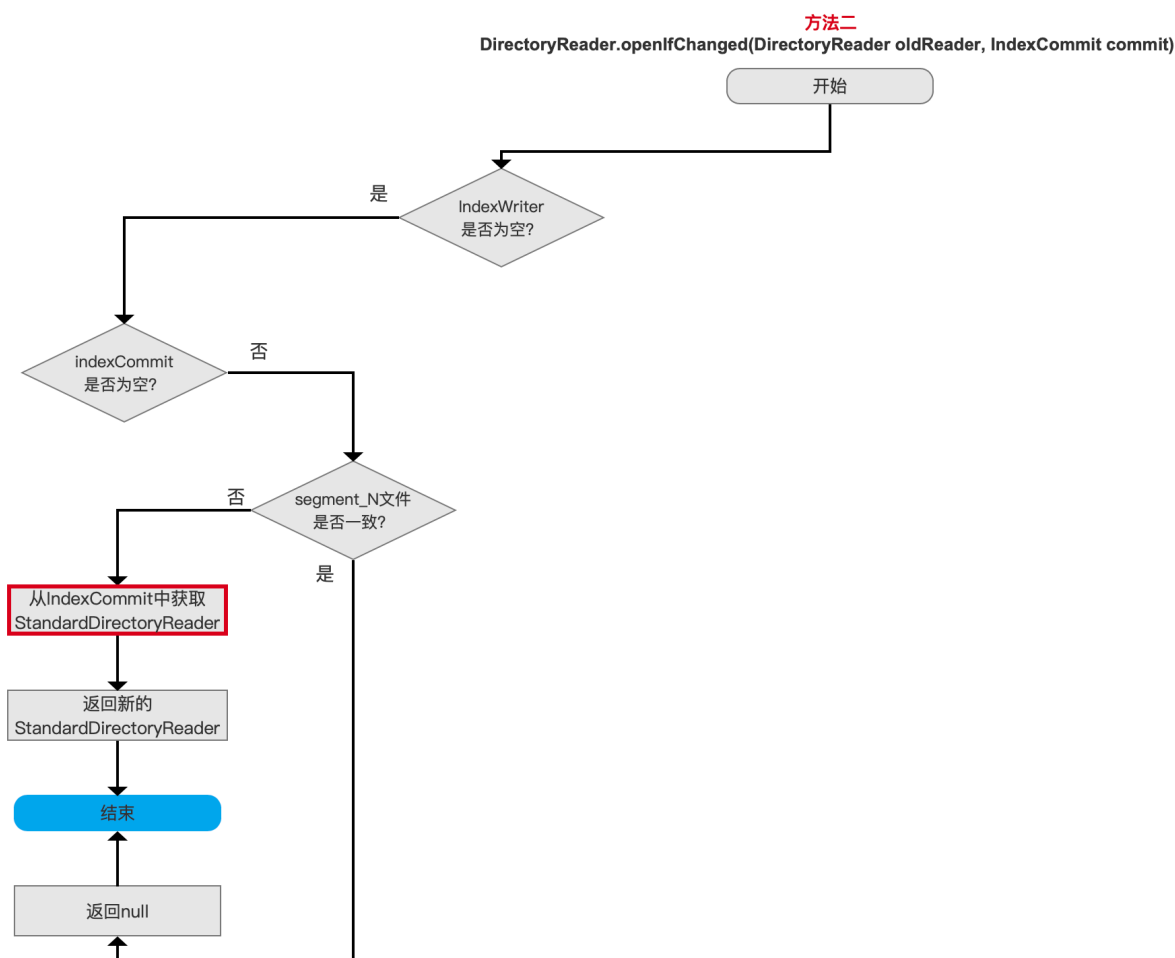 方法二
DirectoryReader.openIfChanged(DirectoryReader oldReader, IndexCommit commit)
开始
是
IndexWriter
是否为空?
indexCommit
是否为空?
否
segment_N文件
是否一致?
否
是
从IndexCommit中获取
StandardDirectoryReader
返回新的
StandardDirectoryReader
结束
返回null